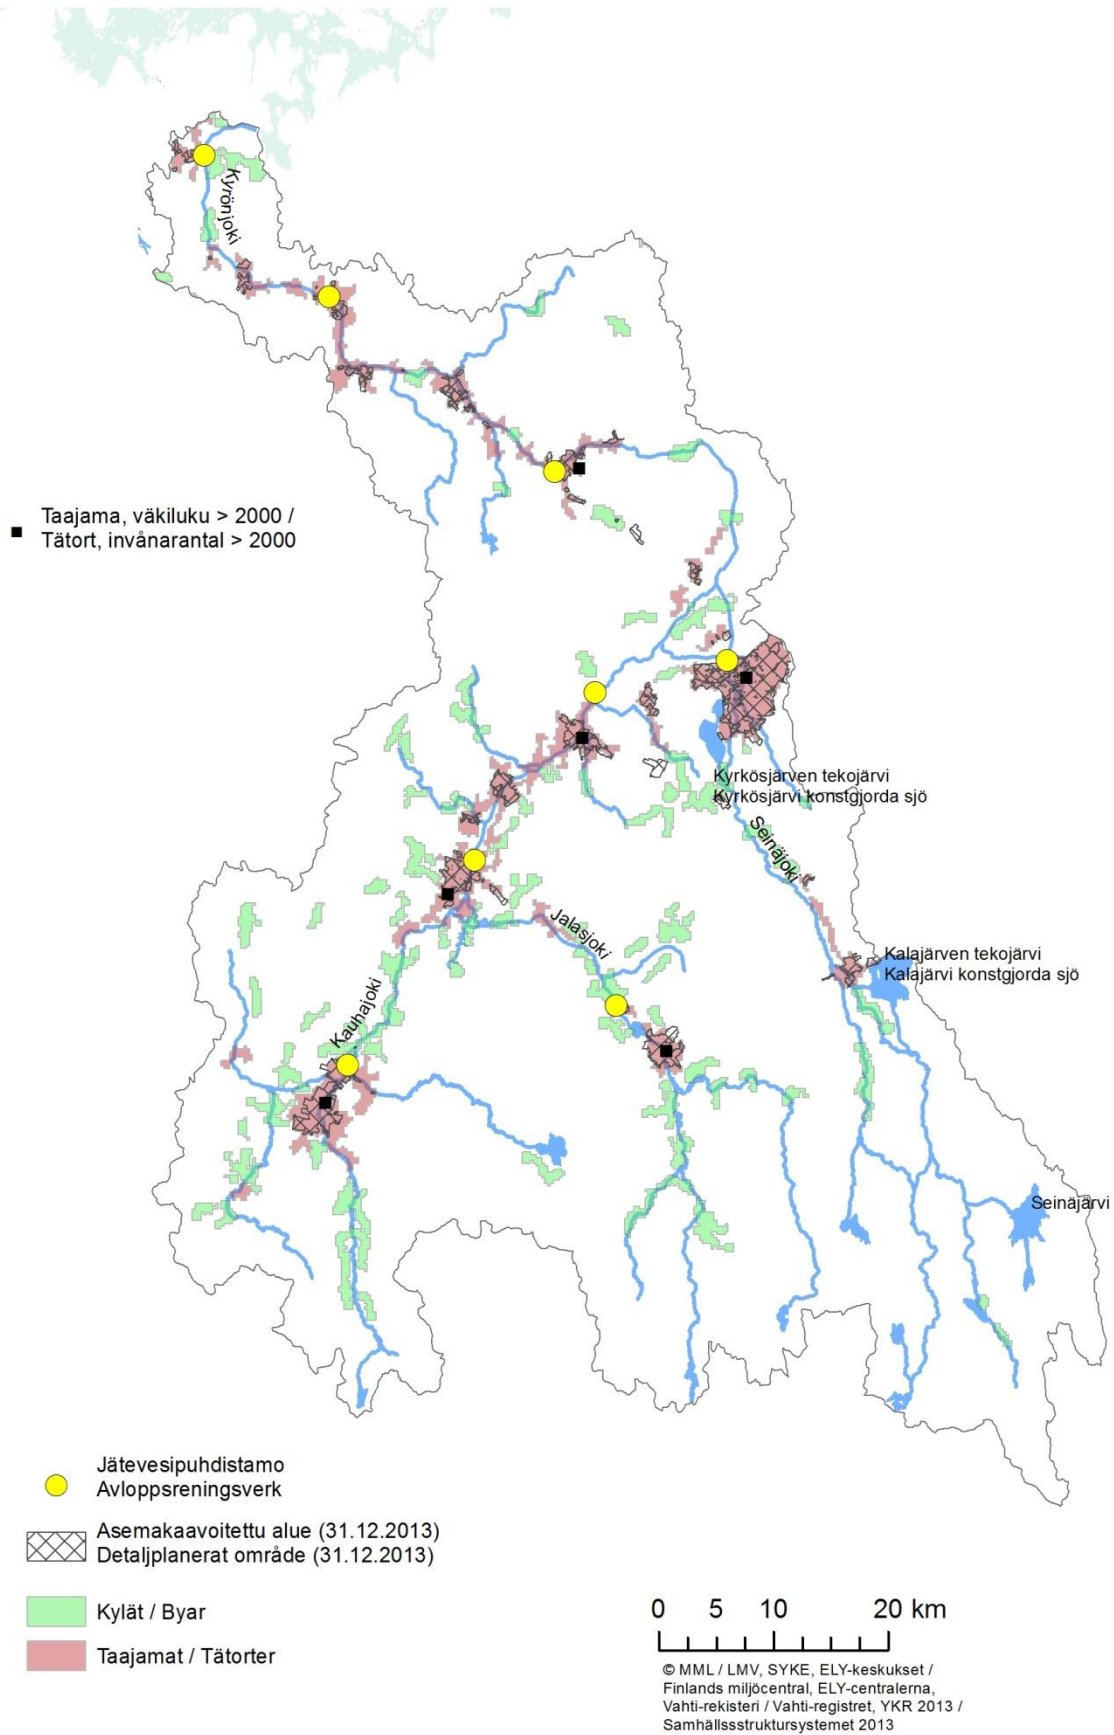 Kyrönjoki
Taajama, väkiluku > 2000 /
Tätort, invånarantal > 2000
Kyrkösjärven tekojärvi
Kyrkösjärvi konstgjorda sjö
Seinäjoki
Jalasjoki
Kalajärven tekojärvi
Kalajärvi konstgjorda sjö
Kauhajoki
Seinäjärvi
Jätevesipuhdistamo
Avloppsreningsverk
Asemakaavoitettu alue (31.12.2013)
Detaljplanerat område (31.12.2013)
Kylät / Byar
Taajamat / Tätorter
0 5 10 20 km
© MML / LMV, SYKE, ELY-keskukset /
Finlands miljöcentral, ELY-centralerna,
Vahti-rekisteri / Vahti-registret, YKR 2013 /
Samhällssstruktursystemet 2013